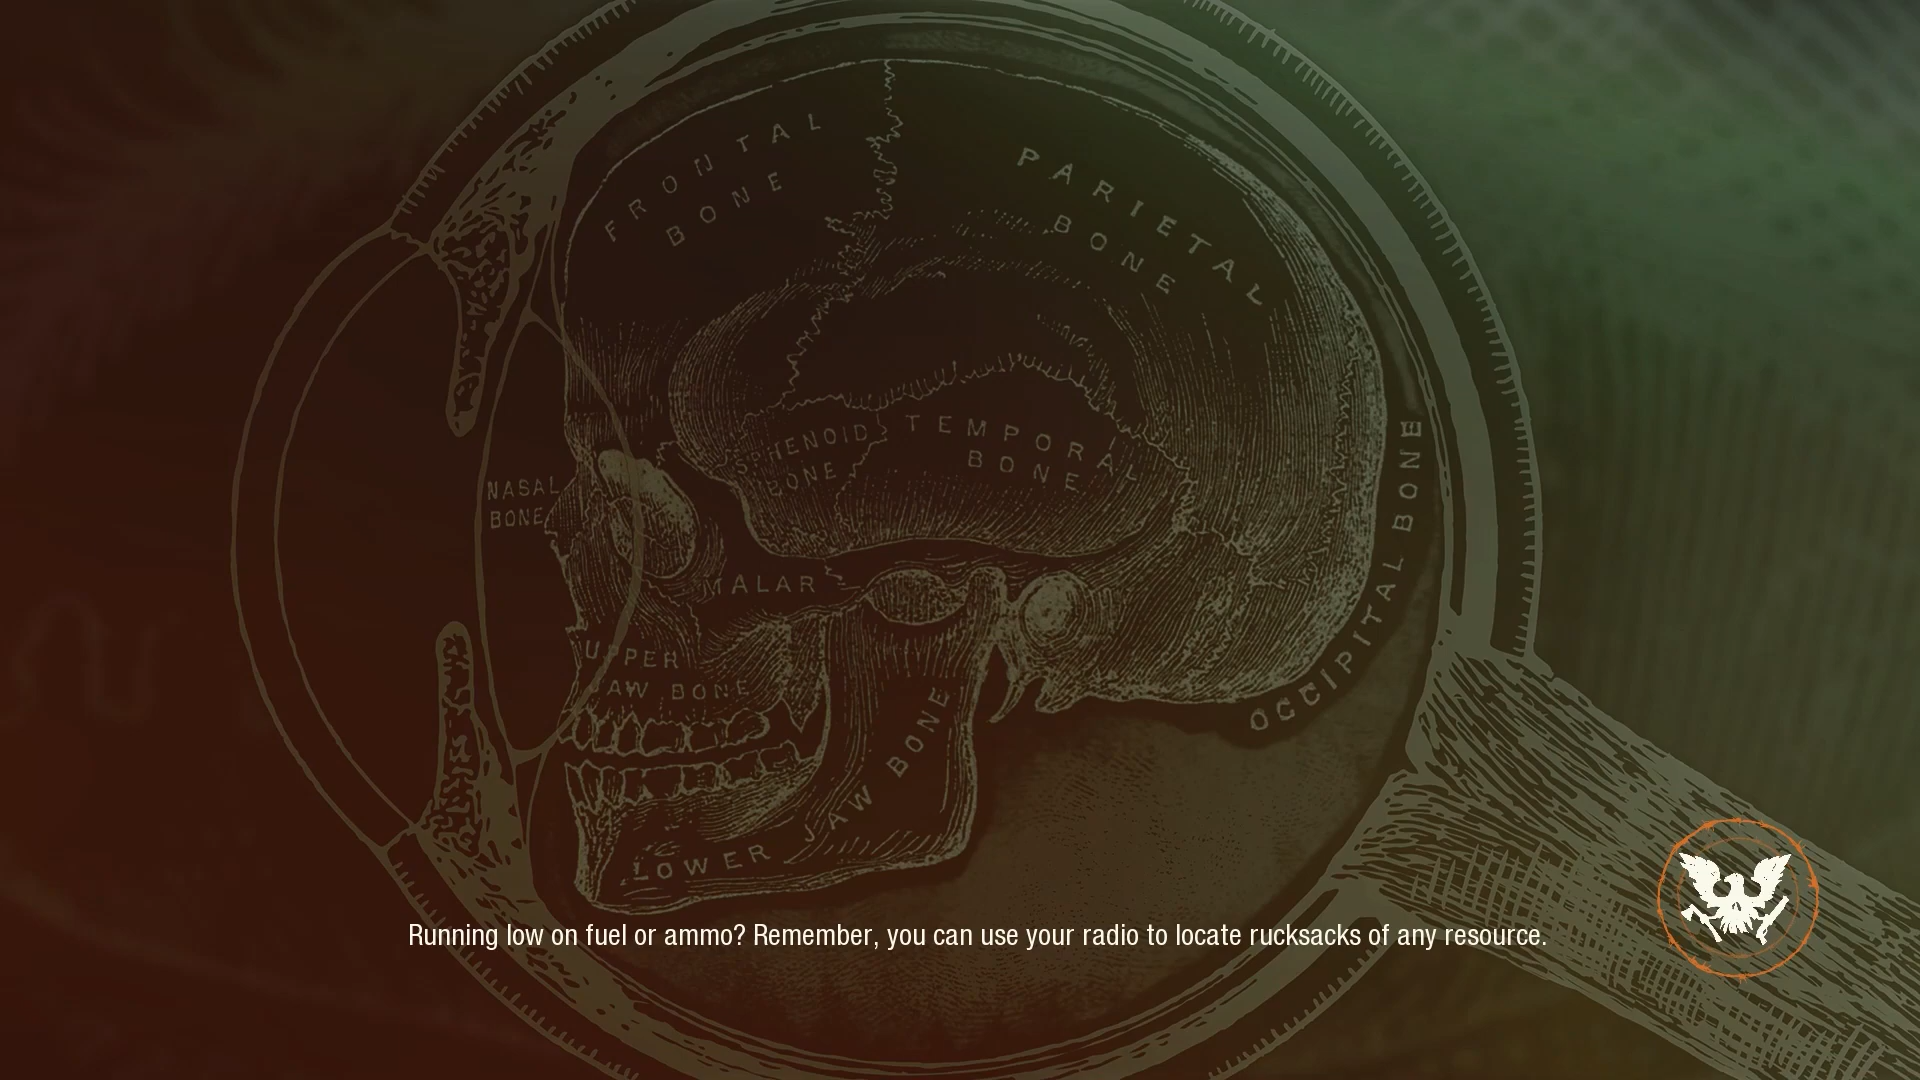 FRONTAL
BONE
PARIETAL
BONE
SPHENOID
BONE
TEMPORAL
BONE
NASAL
BONE
MALAR
UPPER
JAW BONE
LOWER JAW BONE
OCCIPITAL BONE
Running low on fuel or ammo? Remember, you can use your radio to locate rucksacks of any resource.